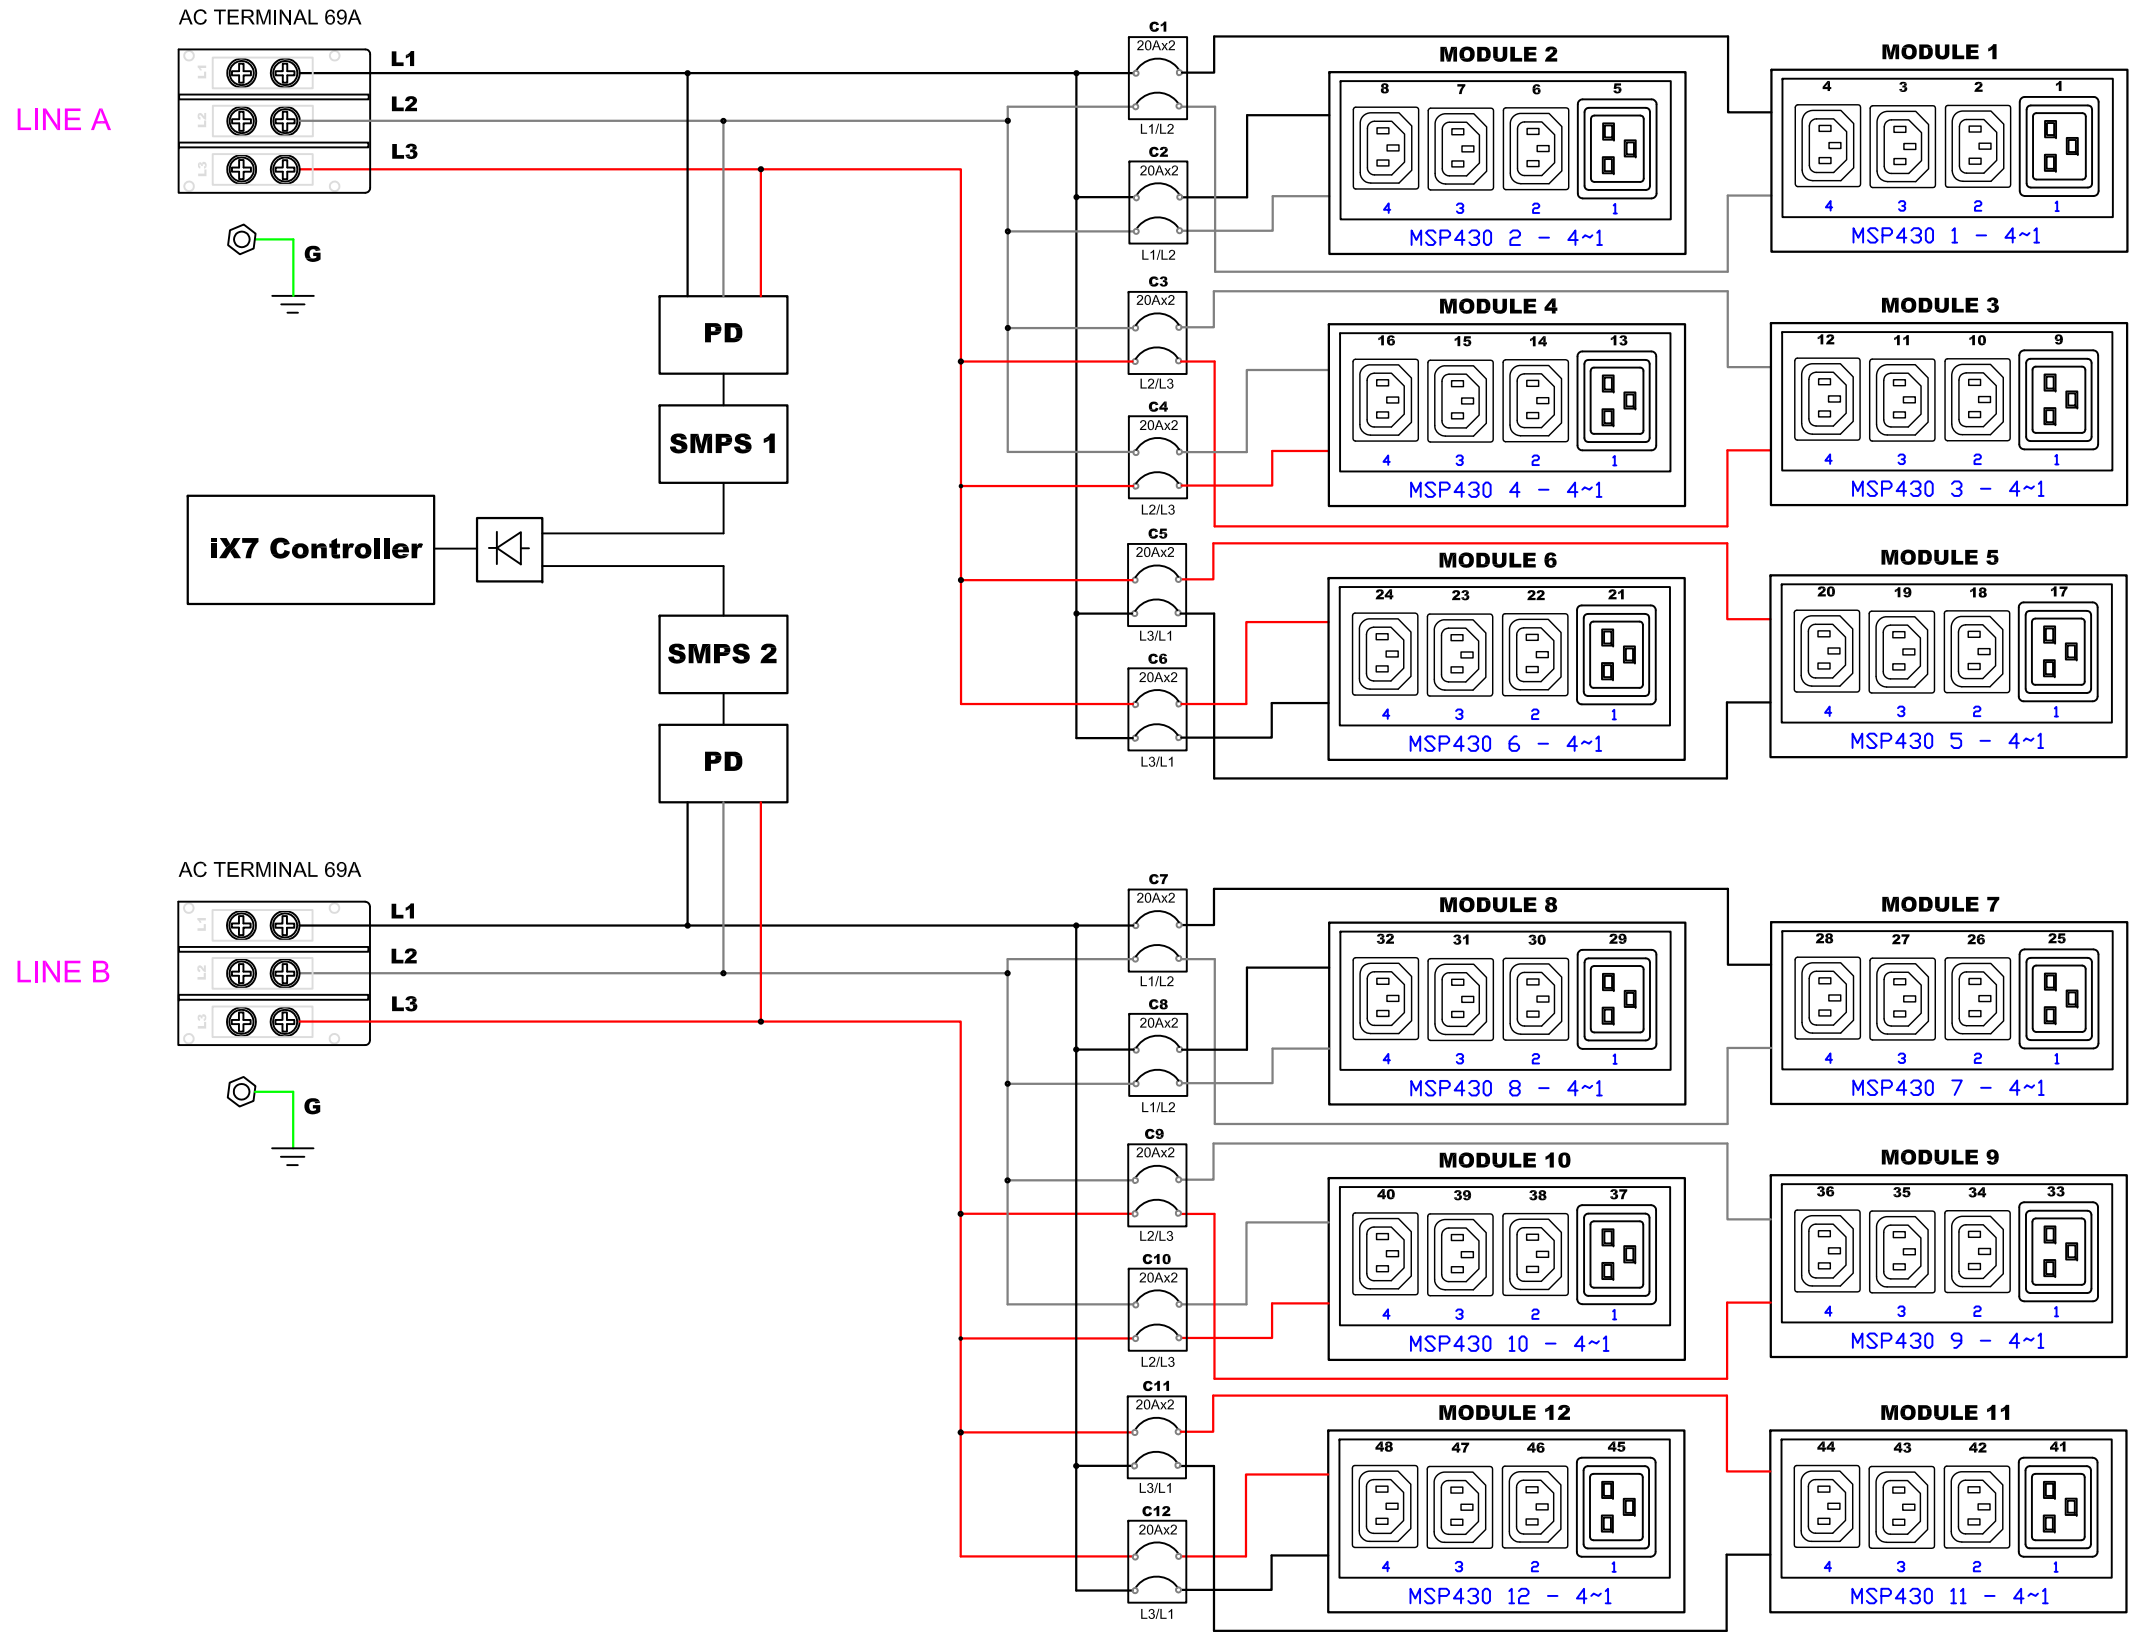 AC TERMINAL 69A
LINE A
L1
L2
L3
L1
L2
L3
G
PD
SMPS 1
iX7 Controller
SMPS 2
PD
C1
20Ax2
L1/L2
C2
20Ax2
L1/L2
C3
20Ax2
L2/L3
C4
20Ax2
L2/L3
C5
20Ax2
L3/L1
C6
20Ax2
L3/L1
MODULE 2
8 7 6 5
4 3 2 1
MSP430 2 - 4~1
MODULE 1
4 3 2 1
4 3 2 1
MSP430 1 - 4~1
MODULE 4
16 15 14 13
4 3 2 1
MSP430 4 - 4~1
MODULE 3
12 11 10 9
4 3 2 1
MSP430 3 - 4~1
MODULE 6
24 23 22 21
4 3 2 1
MSP430 6 - 4~1
MODULE 5
20 19 18 17
4 3 2 1
MSP430 5 - 4~1
AC TERMINAL 69A
LINE B
L1
L2
L3
L1
L2
L3
G
C7
20Ax2
L1/L2
C8
20Ax2
L1/L2
C9
20Ax2
L2/L3
C10
20Ax2
L2/L3
C11
20Ax2
L3/L1
C12
20Ax2
L3/L1
MODULE 8
32 31 30 29
4 3 2 1
MSP430 8 - 4~1
MODULE 7
28 27 26 25
4 3 2 1
MSP430 7 - 4~1
MODULE 10
40 39 38 37
4 3 2 1
MSP430 10 - 4~1
MODULE 9
36 35 34 33
4 3 2 1
MSP430 9 - 4~1
MODULE 12
48 47 46 45
4 3 2 1
MSP430 12 - 4~1
MODULE 11
44 43 42 41
4 3 2 1
MSP430 11 - 4~1